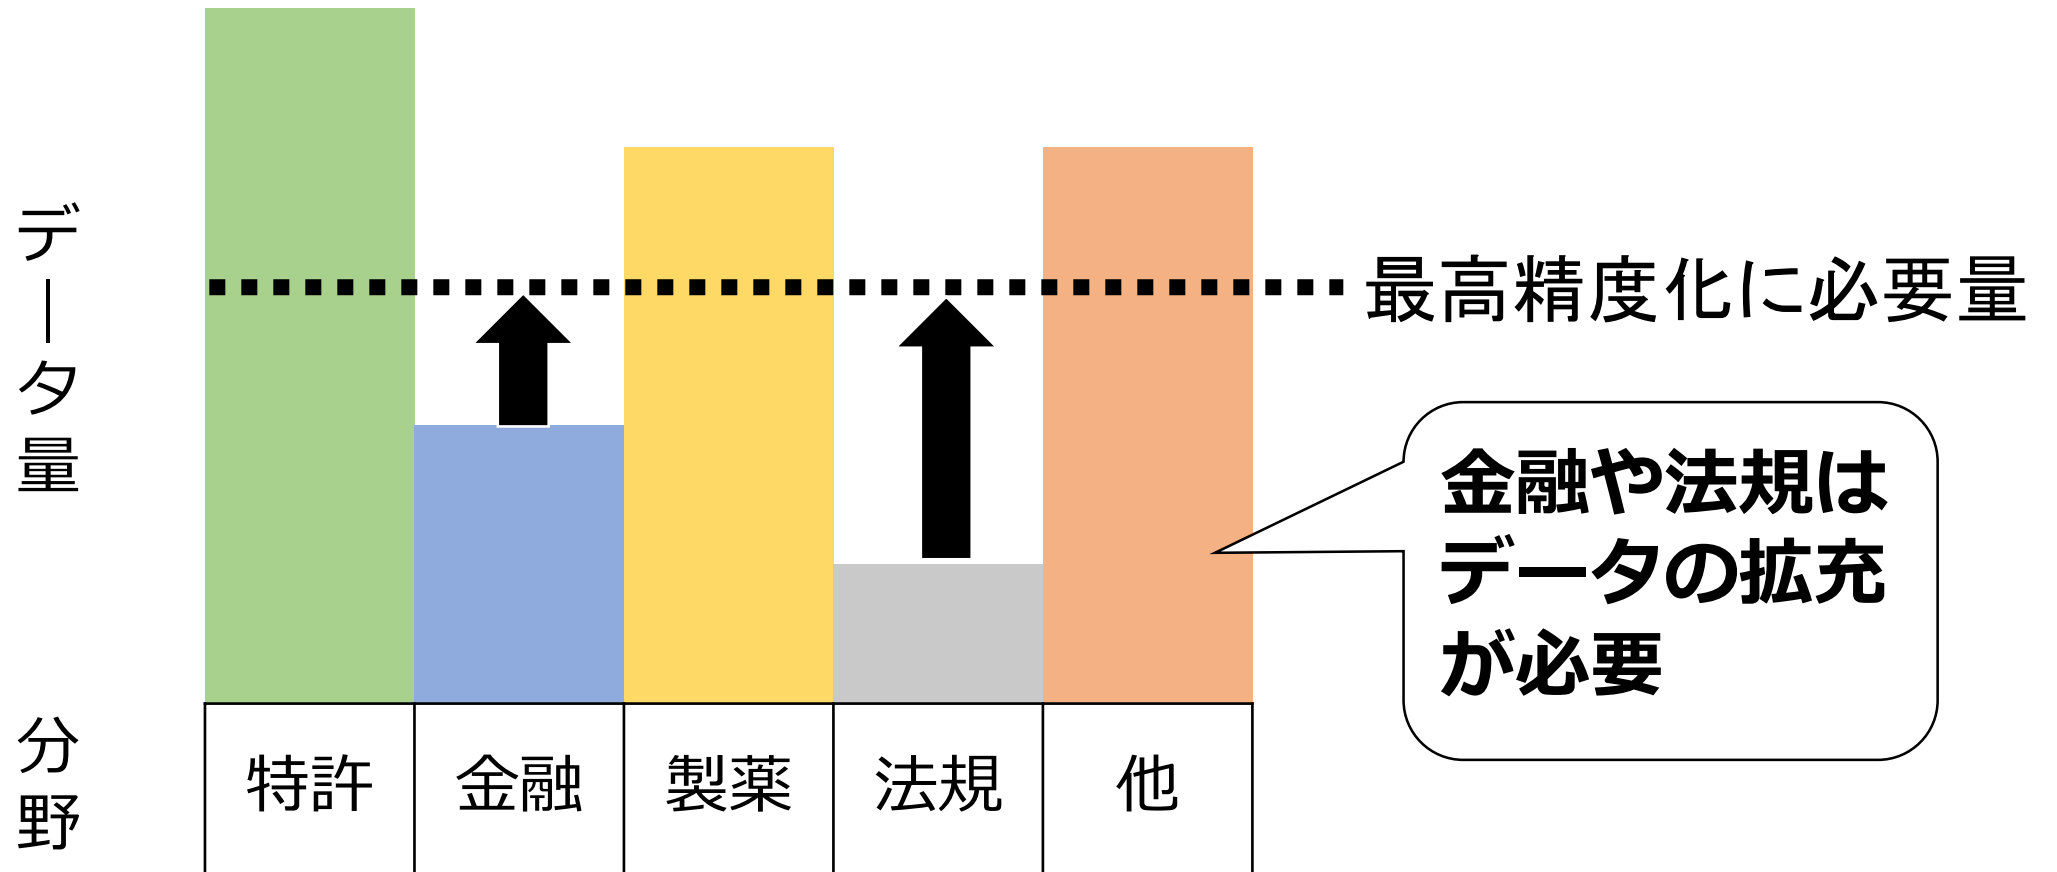 データ量
最高精度化に必要量
金融や法規は
データの拡充
が必要
分野
特許
金融
製薬
法規
他